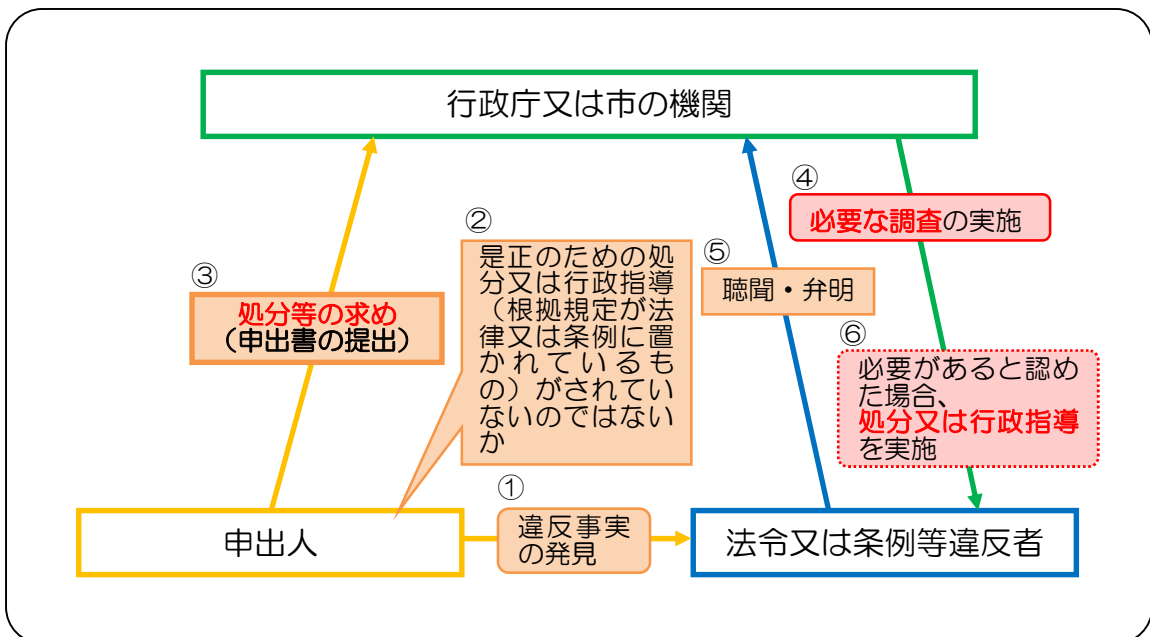 行政庁又は市の機関
④
必要な調査の実施
②
是正のための処
分又は行政指導
（根拠規定が法
律又は条例に置
かれているも
の）がされてい
ないのではない
か
③
処分等の求め
（申出書の提出）
⑤
聴聞・弁明
⑥
必要があると認め
た場合、
処分又は行政指導
を実施
①
違反事実
の発見
申出人
法令又は条例等違反者